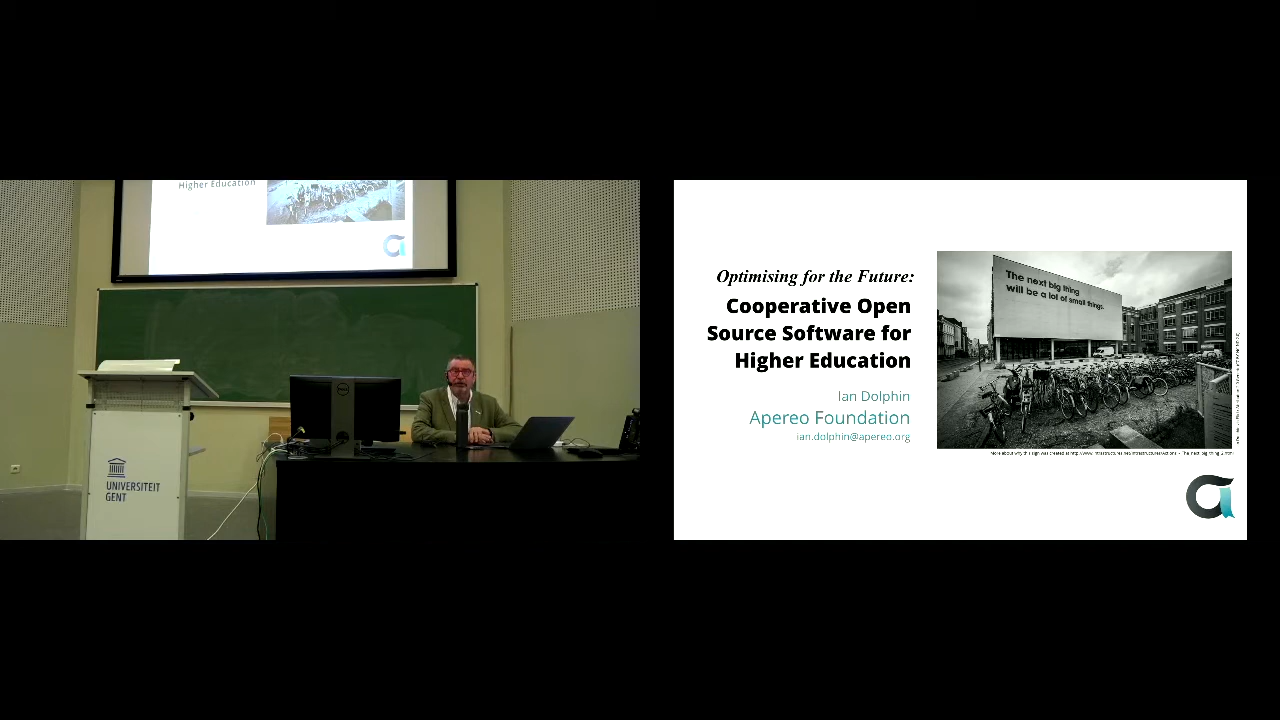 Higher Education
DELL
UNIVERSITEIT
GENT
Optimising for the Future:
Cooperative Open
Source Software for
Higher Education
Ian Dolphin
Apereo Foundation
ian.dolphin@apereo.org
The next big thing
will be a lot of small things.